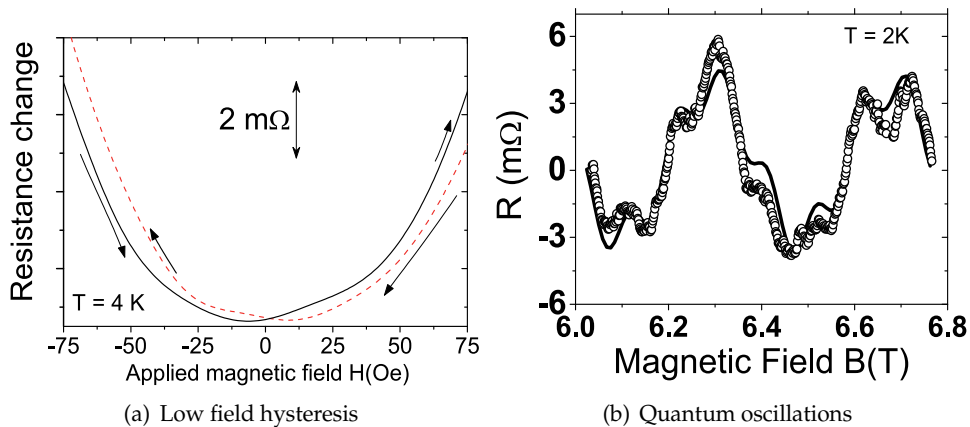 Resistance change
2 mΩ
T = 4 K
-75 -50 -25 0 25 50 75
Applied magnetic field H(Oe)
(a) Low field hysteresis
R (mΩ)
6
3
0
-3
-6
T = 2K
6.0 6.2 6.4 6.6 6.8
Magnetic Field B(T)
(b) Quantum oscillations